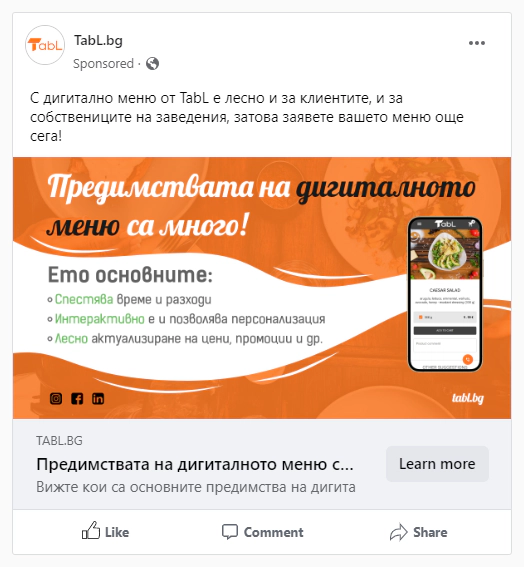 TabL
TabL.bg
Sponsored ·
С дигитално меню от TabL е лесно и за клиентите, и за
собствениците на заведения, затова заявете вашето меню още
сега!
Предимствата на дигиталното
меню са много!
Ето основните:
Спестява време и разходи
Интерактивно е и позволява персонализация
Лесно актуализиране на цени, промоции и др.
TabL
CAESAR SALAD
tabl.bg
TABL.BG
Предимствата на дигиталното меню с...
Вижте кои са основните предимства на дигита
Learn more
Like
Comment
Share